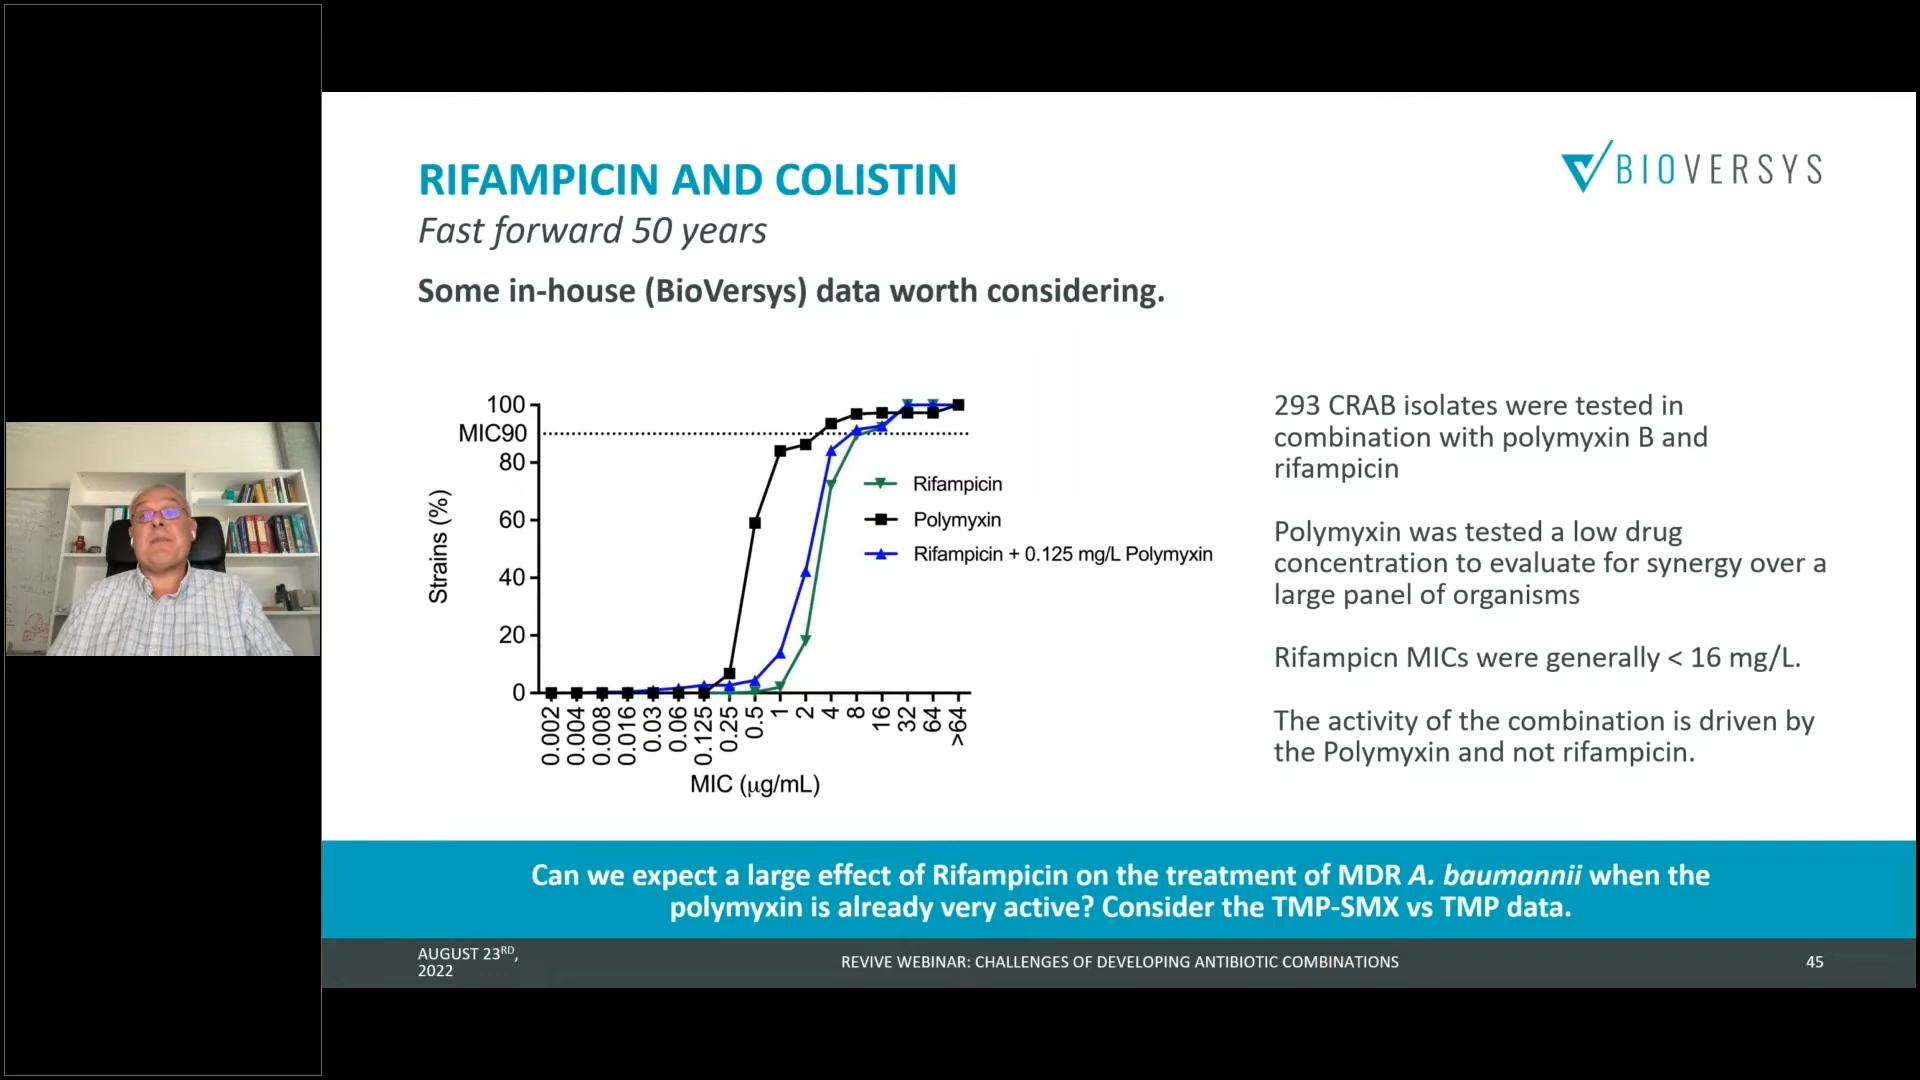 RIFAMPICIN AND COLISTIN
Fast forward 50 years
Some in-house (BioVersys) data worth considering.
BIOVERSYS
100
MIC90
80
60
40
20
0
Strains (%)
Rifampicin
Polymyxin
Rifampicin + 0.125 mg/L Polymyxin
0.002
0.004
0.008
0.016
0.03
0.06
0.125
0.25
0.5
1
2
4
8
16
32
64
>64
MIC (µg/mL)
293 CRAB isolates were tested in
combination with polymyxin B and
rifampicin
Polymyxin was tested a low drug
concentration to evaluate for synergy over a
large panel of organisms
Rifampicn MICs were generally < 16 mg/L.
The activity of the combination is driven by
the Polymyxin and not rifampicin.
Can we expect a large effect of Rifampicin on the treatment of MDR A. baumannii when the
polymyxin is already very active? Consider the TMP-SMX vs TMP data.
AUGUST 23RD,
2022
REVIVE WEBINAR: CHALLENGES OF DEVELOPING ANTIBIOTIC COMBINATIONS
45